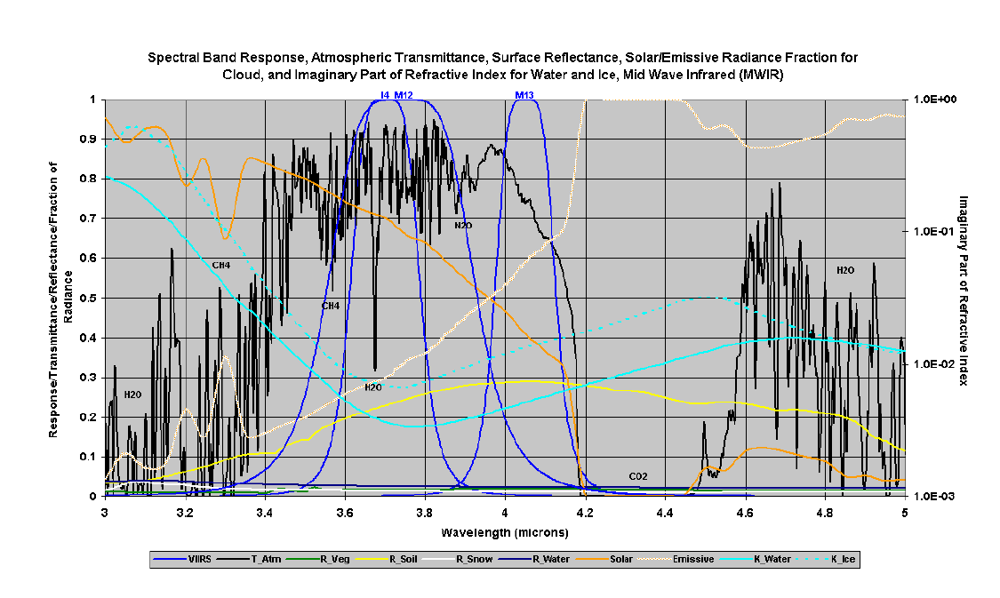 Spectral Band Response, Atmospheric Transmittance, Surface Reflectance, Solar/Emissive Radiance Fraction for
Cloud, and Imaginary Part of Refractive Index for Water and Ice, Mid Wave Infrared (MWIR)
I4 M12 M13
1
0.9
0.8
0.7
0.6
0.5
0.4
0.3
0.2
0.1
0
Response/Transmittance/Reflectance/Fraction of
Radiance
1.0E+00
1.0E-01
1.0E-02
1.0E-03
Imaginary Part of Refractive Index
N2O
CH4
H2O
CH4
H2O
H2O
CO2
3 3.2 3.4 3.6 3.8 4 4.2 4.4 4.6 4.8 5
Wavelength (microns)
VIIRS T_Atm R_Veg R_Soil R_Snow R_Water Solar Emissive K_Water K_Ice